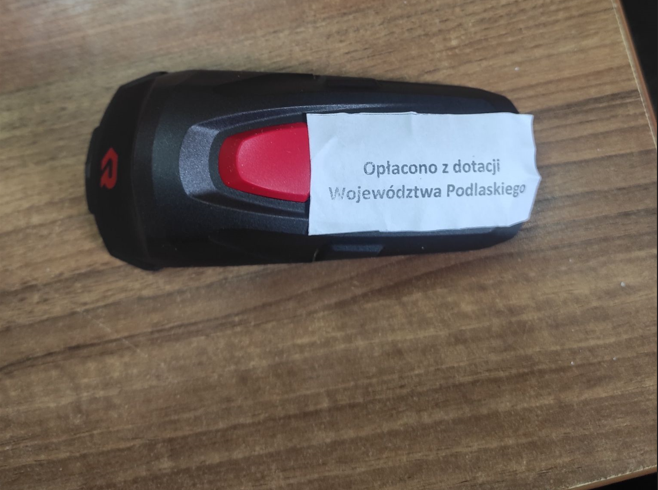 Opłacono z dotacji
Województwa Podlaskiego